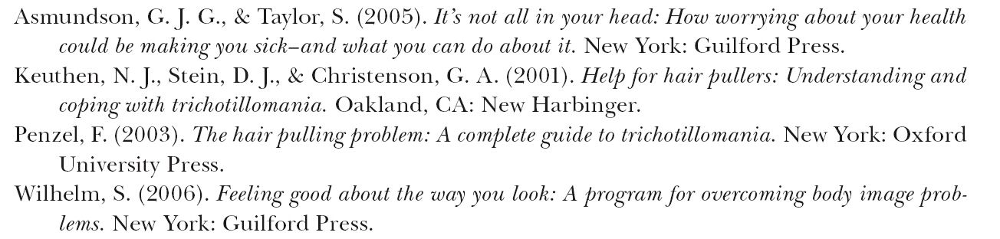 Asmundson, G. J. G., & Taylor, S. (2005). It's not all in your head: How worrying about your health
could be making you sick–and what you can do about it. New York: Guilford Press.
Keuthen, N. J., Stein, D. J., & Christenson, G. A. (2001). Help for hair pullers: Understanding and
coping with trichotillomania. Oakland, CA: New Harbinger.
Penzel, F. (2003). The hair pulling problem: A complete guide to trichotillomania. New York: Oxford
University Press.
Wilhelm, S. (2006). Feeling good about the way you look: A program for overcoming body image prob-
lems. New York: Guilford Press.